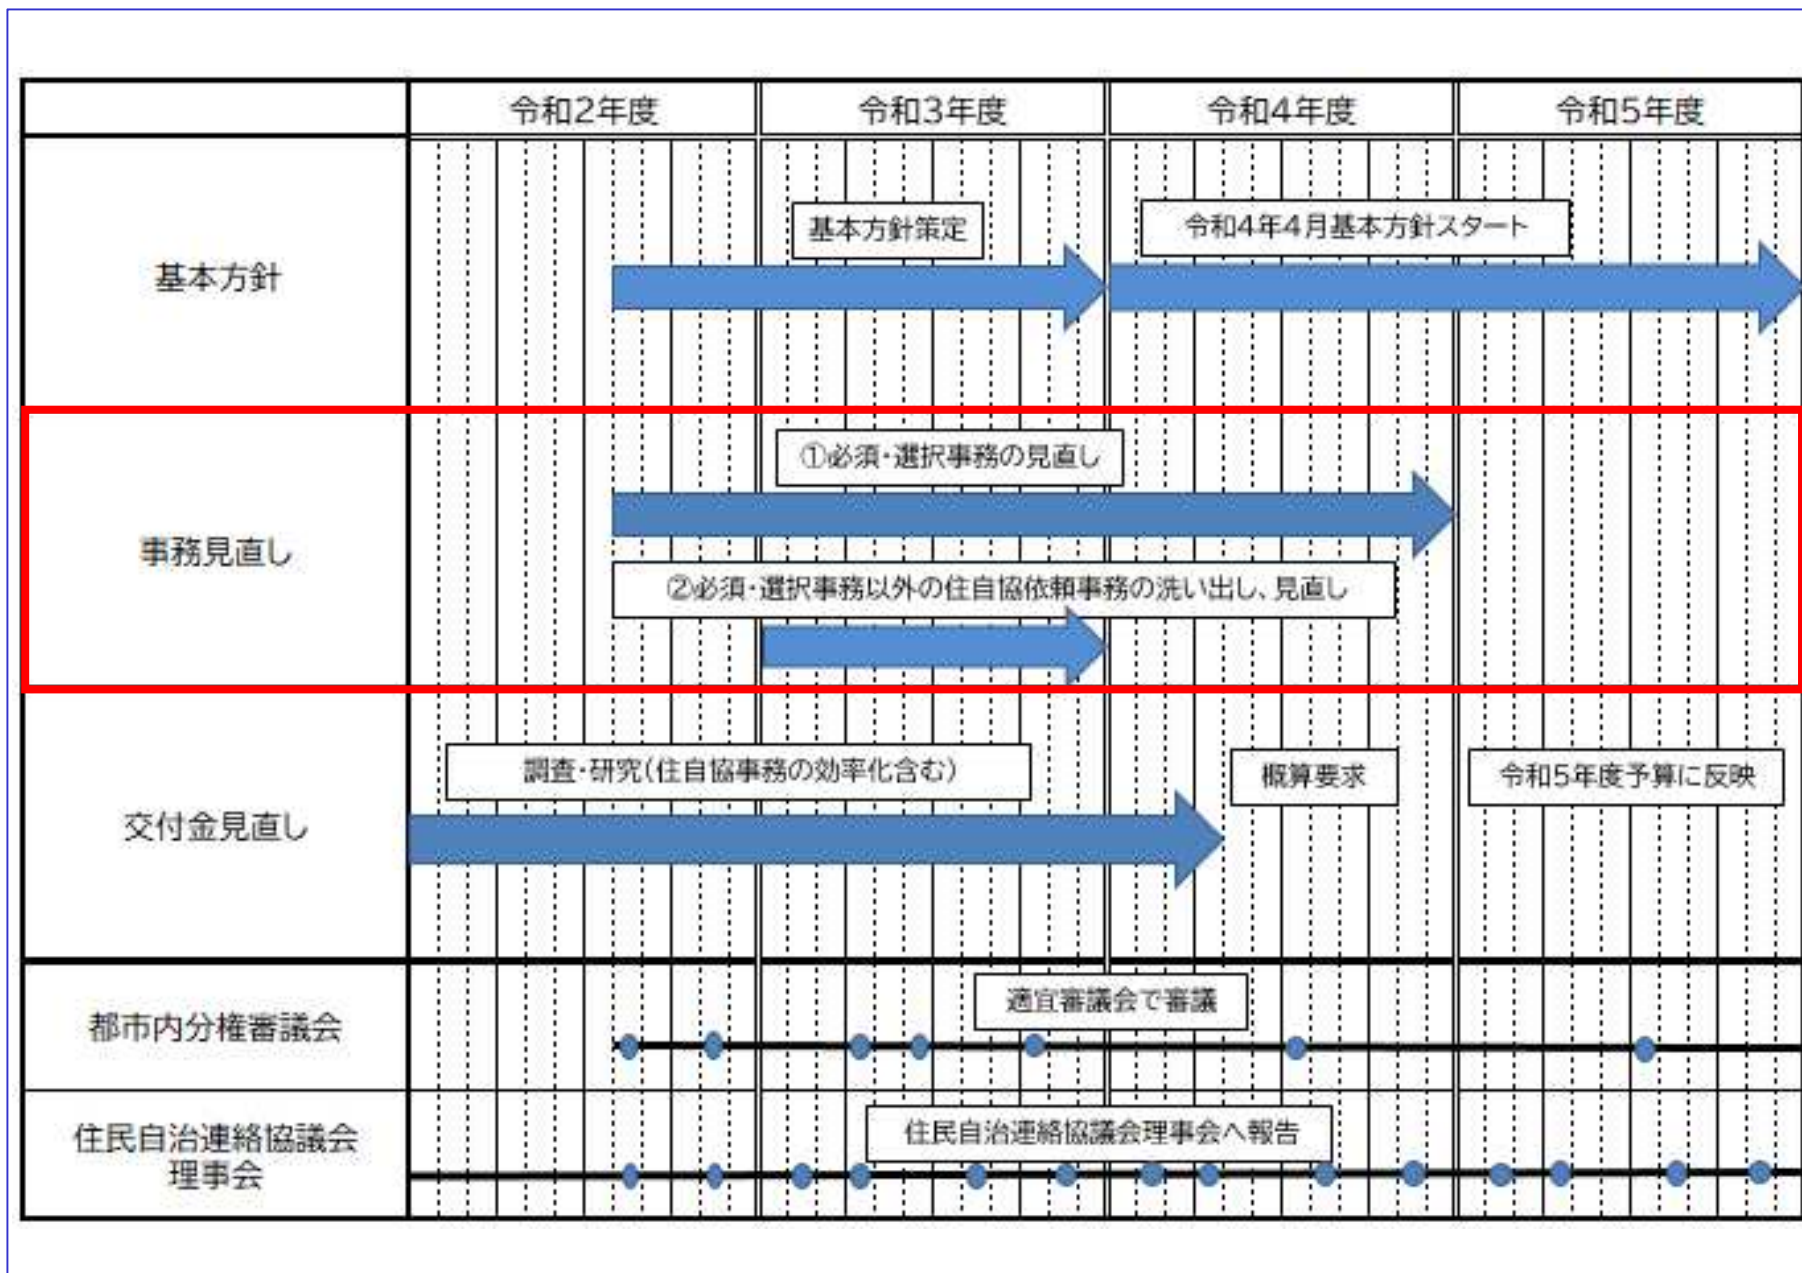 令和2年度 令和3年度 令和4年度 令和5年度
基本方針
基本方針策定
令和4年4月基本方針スタート
事務見直し
①必須・選択事務の見直し
②必須・選択事務以外の住自協依頼事務の洗い出し、見直し
交付金見直し
調査・研究(住自協事務の効率化含む)
概算要求
令和5年度予算に反映
都市内分権審議会
適宜審議会で審議
住民自治連絡協議会
理事会
住民自治連絡協議会理事会へ報告